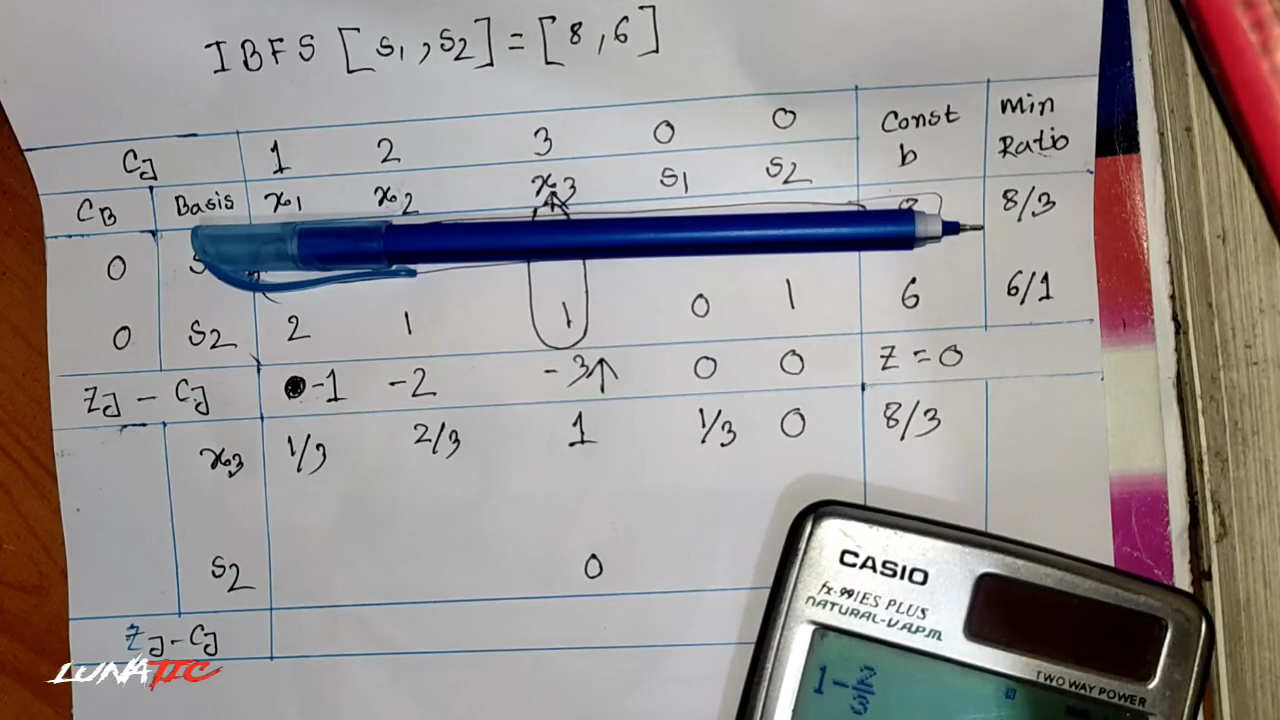 IBFS [s₁, s₂] = [8, 6]
Cⱼ 1 2 3 0 0 Const b Min Ratio
C_B Basis x₁ x₂ x₃ s₁ s₂
0 8/3
0 s₂ 2 1 1 0 1 6 6/1
Zⱼ - Cⱼ -1 -2 -3↑ 0 0 Z = 0
x₃ 1/3 2/3 1 1/3 0 8/3
s₂ 0
Zⱼ - Cⱼ
LUNATIC
CASIO
fx-991ES PLUS
NATURAL-V.P.A.M.
TWO WAY POWER
1-2/3